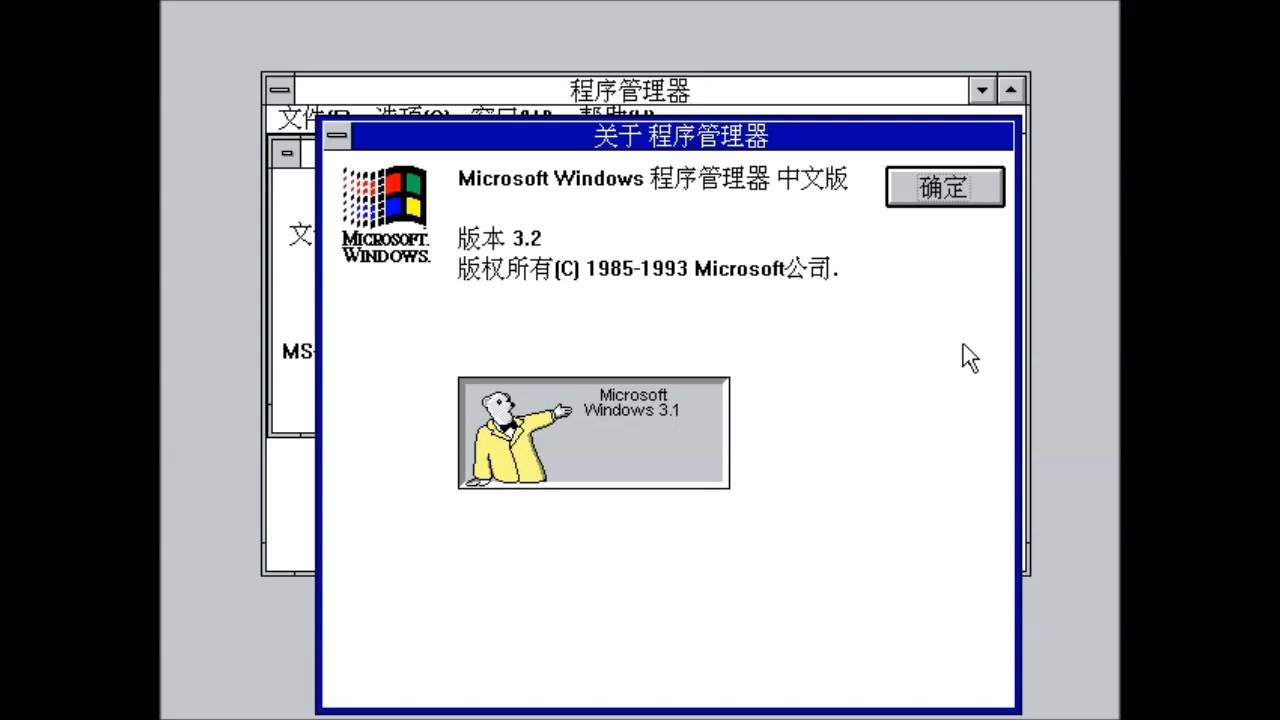 程序管理器
关于 程序管理器
Microsoft Windows 程序管理器 中文版
确定
MICROSOFT.
WINDOWS.
版本 3.2
版权所有(C) 1985-1993 Microsoft公司.
MS-
Microsoft
Windows 3.1